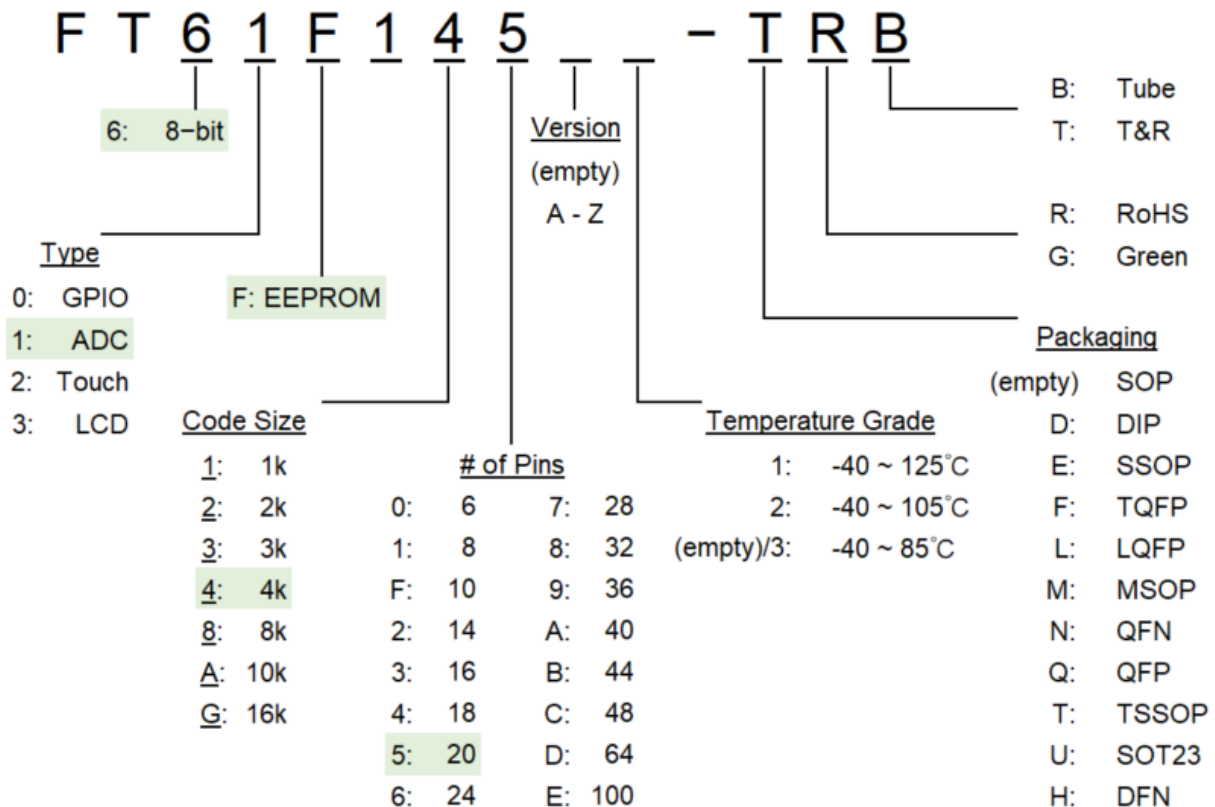 F T 6 1 F 1 4 5 _ _ - T R B
6: 8-bit
Version
(empty)
A - Z
B: Tube
T: T&R
R: RoHS
G: Green
Type
0: GPIO
1: ADC
2: Touch
3: LCD
F: EEPROM
Code Size
1: 1k
2: 2k
3: 3k
4: 4k
8: 8k
A: 10k
G: 16k
# of Pins
0: 6 7: 28
1: 8 8: 32
F: 10 9: 36
2: 14 A: 40
3: 16 B: 44
4: 18 C: 48
5: 20 D: 64
6: 24 E: 100
Temperature Grade
1: -40 ~ 125℃
2: -40 ~ 105℃
(empty)/3: -40 ~ 85℃
Packaging
(empty) SOP
D: DIP
E: SSOP
F: TQFP
L: LQFP
M: MSOP
N: QFN
Q: QFP
T: TSSOP
U: SOT23
H: DFN